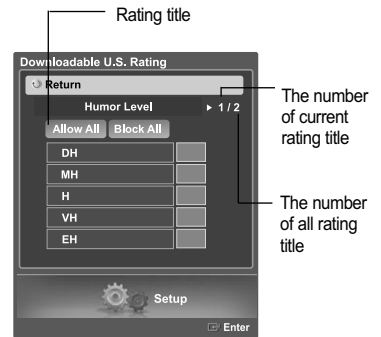 Rating title
Downloadable U.S. Rating
Return
Humor Level ▶ 1 / 2
Allow All Block All
DH
MH
H
VH
EH
Setup
Enter
The number
of current
rating title
The number
of all rating
title